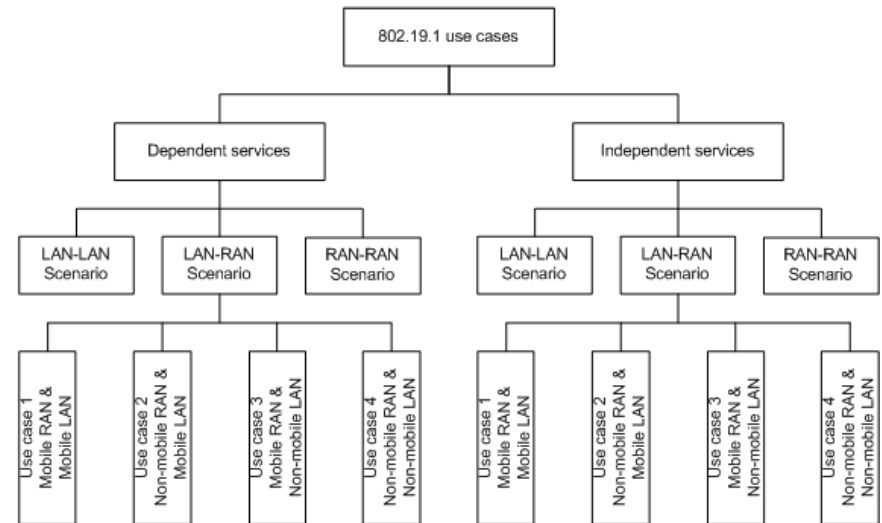 802.19.1 use cases
Dependent services
Independent services
LAN-LAN
Scenario
LAN-RAN
Scenario
RAN-RAN
Scenario
LAN-LAN
Scenario
LAN-RAN
Scenario
RAN-RAN
Scenario
Use case 1
Mobile RAN &
Mobile LAN
Use case 2
Non-mobile RAN &
Mobile LAN
Use case 3
Mobile RAN &
Non-mobile LAN
Use case 4
Non-mobile RAN &
Non-mobile LAN
Use case 1
Mobile RAN &
Mobile LAN
Use case 2
Non-mobile RAN &
Mobile LAN
Use case 3
Mobile RAN &
Non-mobile LAN
Use case 4
Non-mobile RAN &
Non-mobile LAN